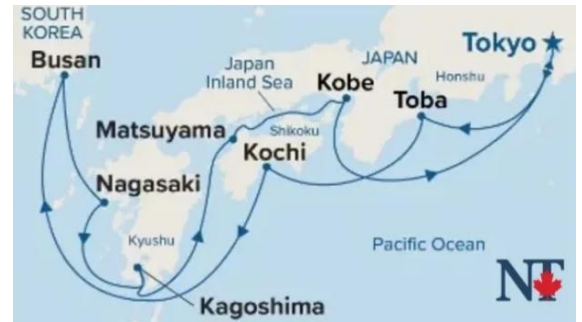 SOUTH
KOREA
Busan
Japan
Inland Sea
JAPAN
Tokyo
Honshu
Kobe
Toba
Matsuyama
Shikoku
Kochi
Nagasaki
Kyushu
Pacific Ocean
Kagoshima
NT